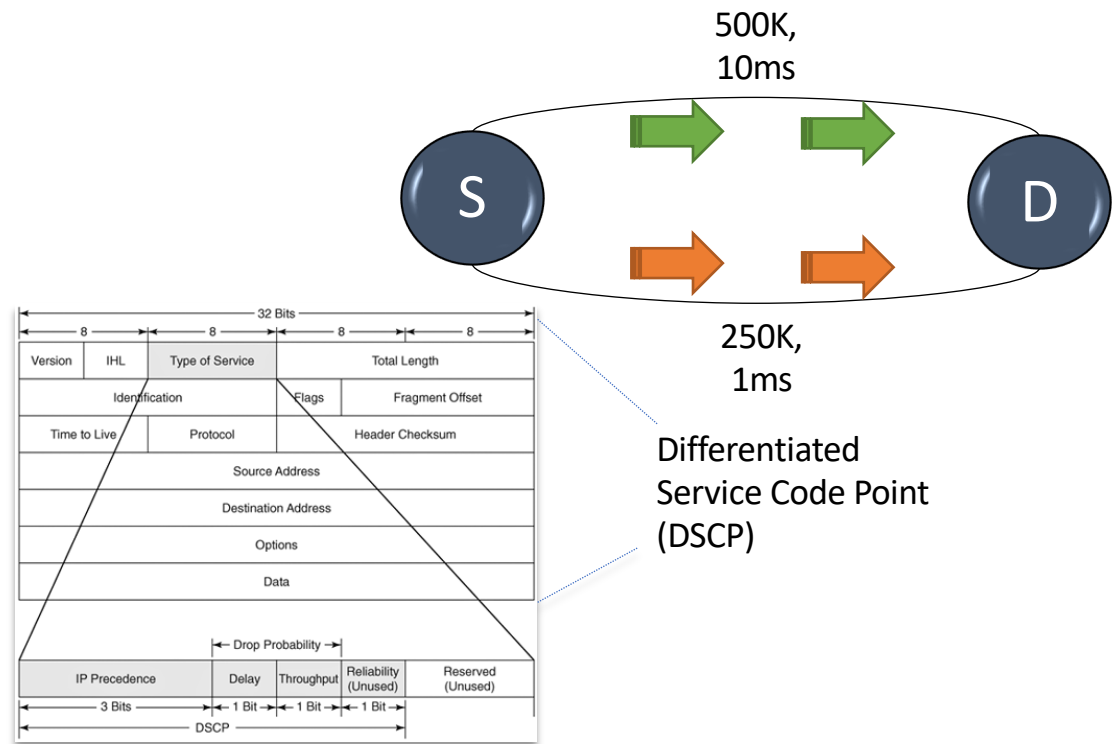 500K,
10ms
S
D
250K,
1ms
Differentiated
Service Code Point
(DSCP)
32 Bits
8 8 8 8
Version IHL Type of Service Total Length
Identification Flags Fragment Offset
Time to Live Protocol Header Checksum
Source Address
Destination Address
Options
Data
Drop Probability
IP Precedence Delay Throughput Reliability
(Unused) Reserved
(Unused)
3 Bits 1 Bit 1 Bit 1 Bit
DSCP